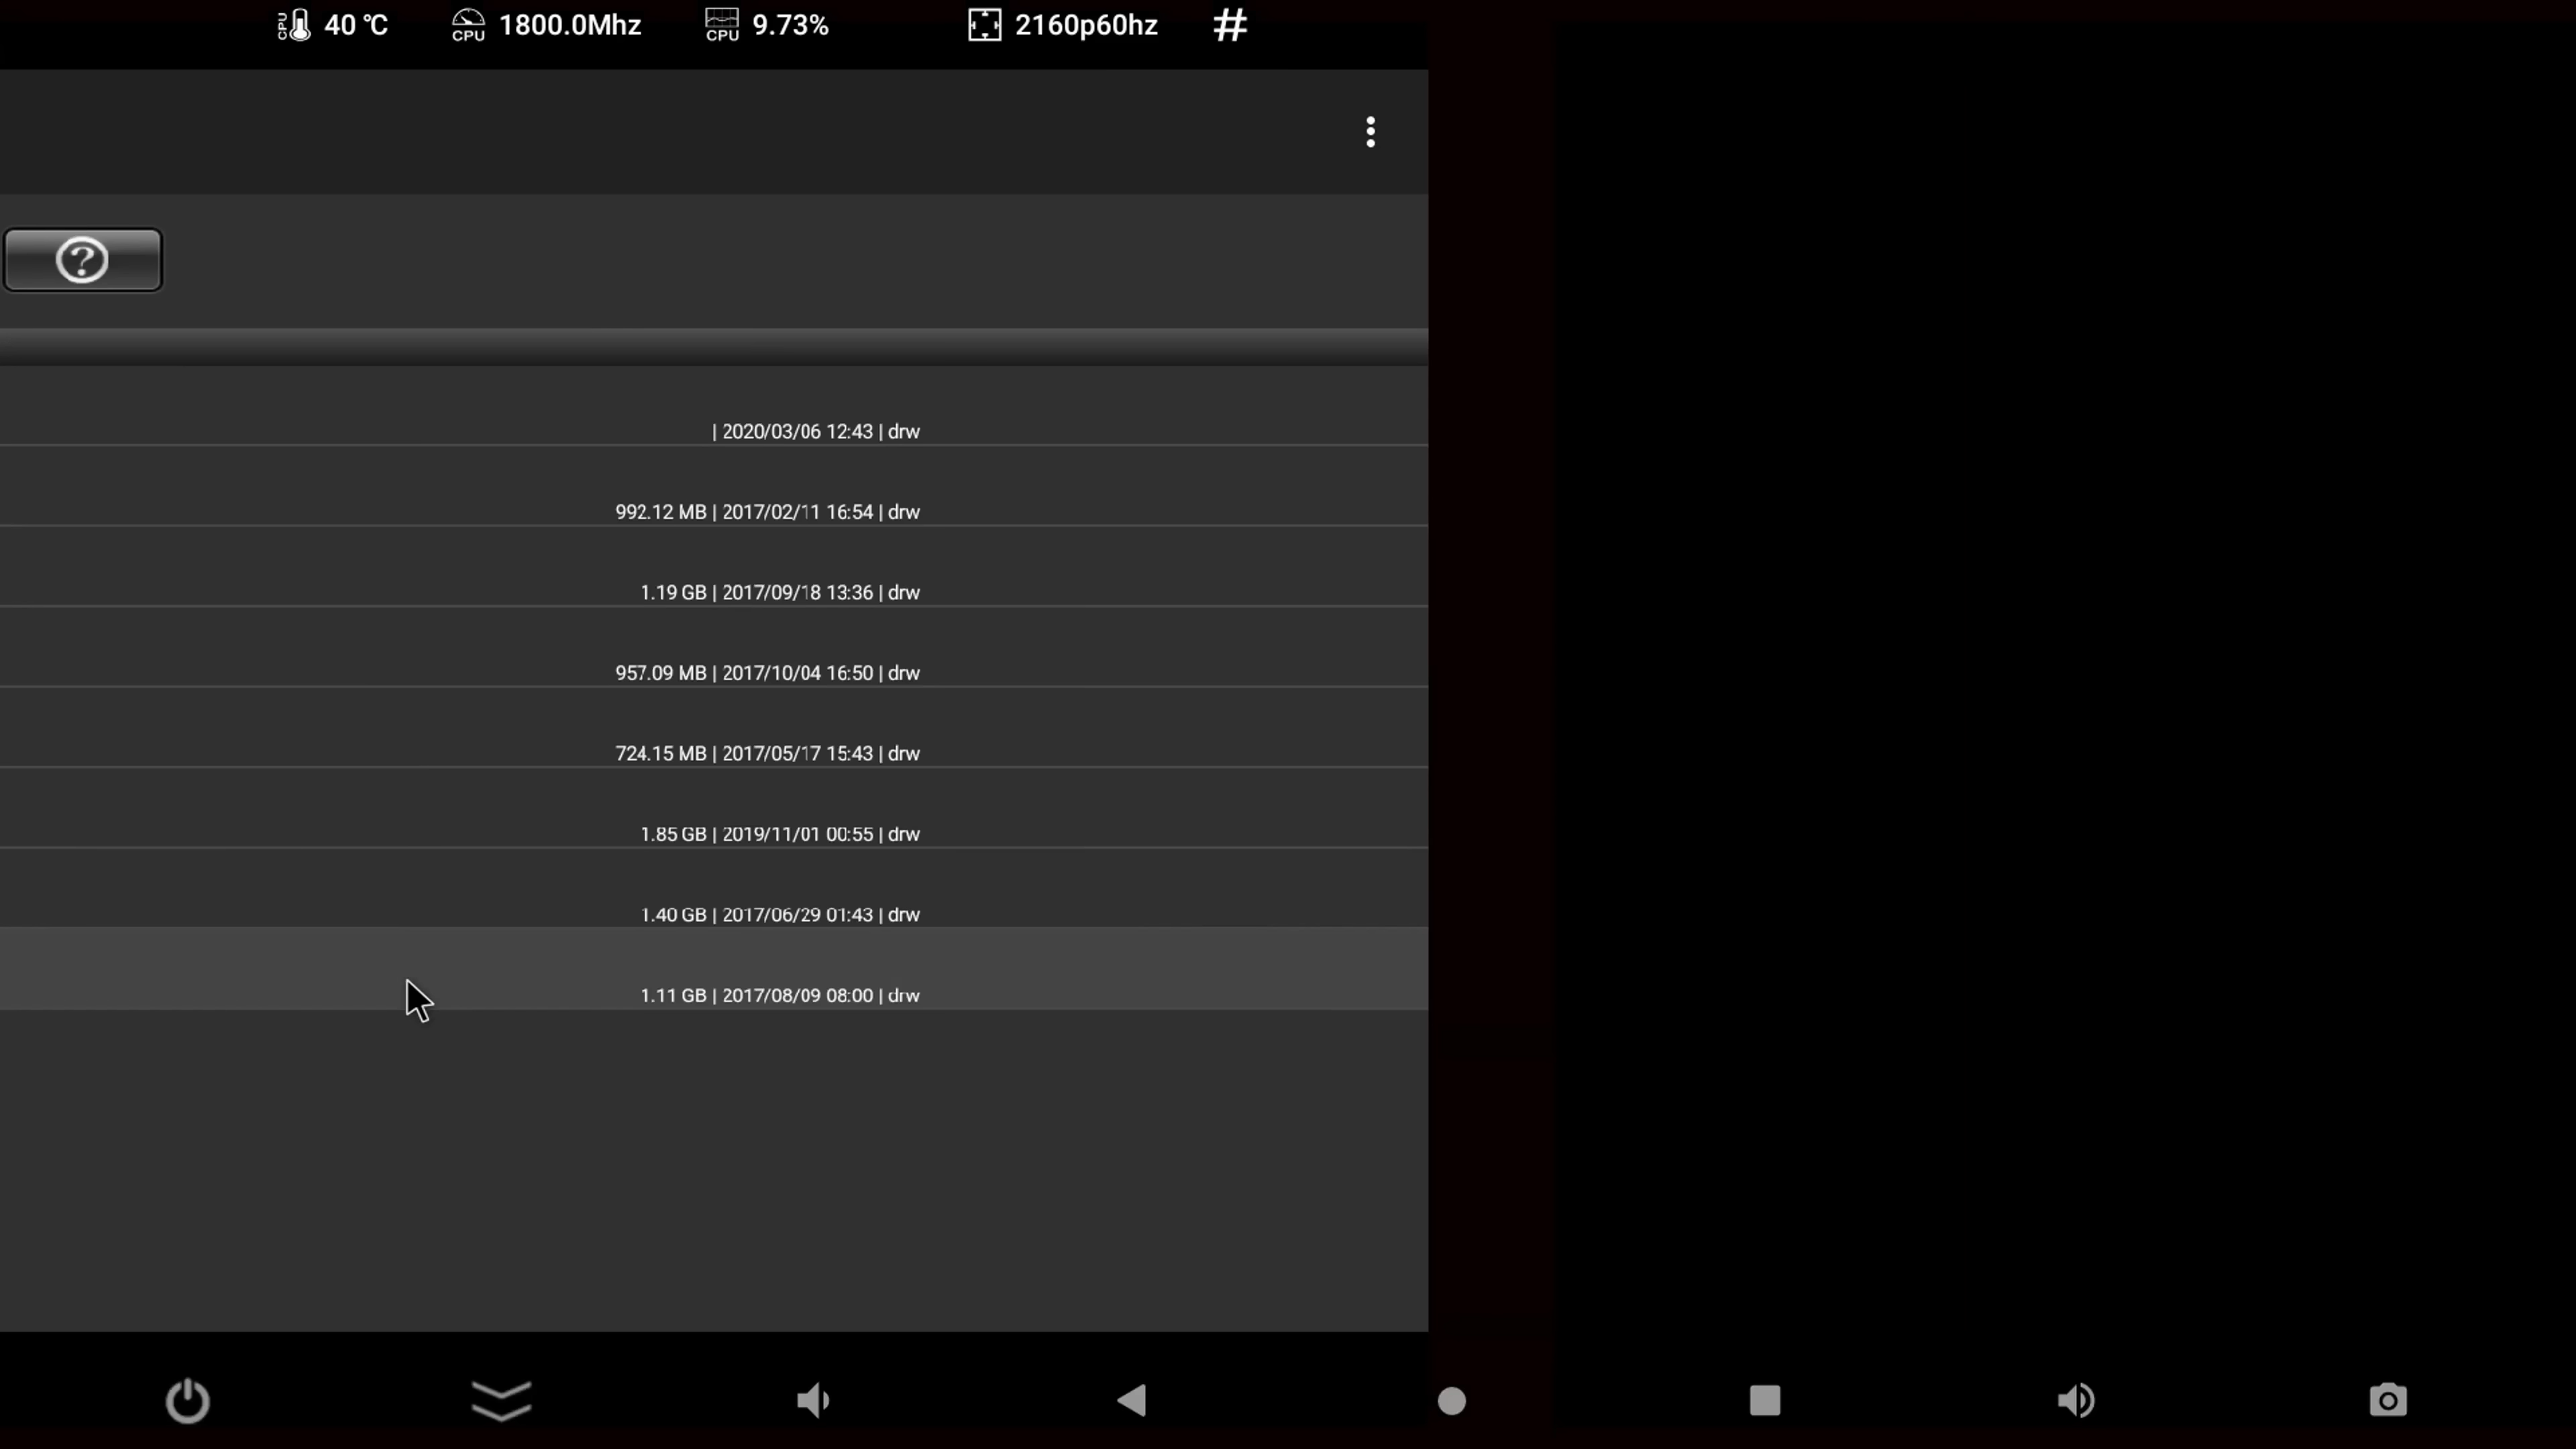 CPU 40 ℃ CPU 1800.0Mhz CPU 9.73% 2160p60hz #
?
| 2020/03/06 12:43 | drw
992.12 MB | 2017/02/11 16:54 | drw
1.19 GB | 2017/09/18 13:36 | drw
957.09 MB | 2017/10/04 16:50 | drw
724.15 MB | 2017/05/17 15:43 | drw
1.85 GB | 2019/11/01 00:55 | drw
1.40 GB | 2017/06/29 01:43 | drw
1.11 GB | 2017/08/09 08:00 | drw